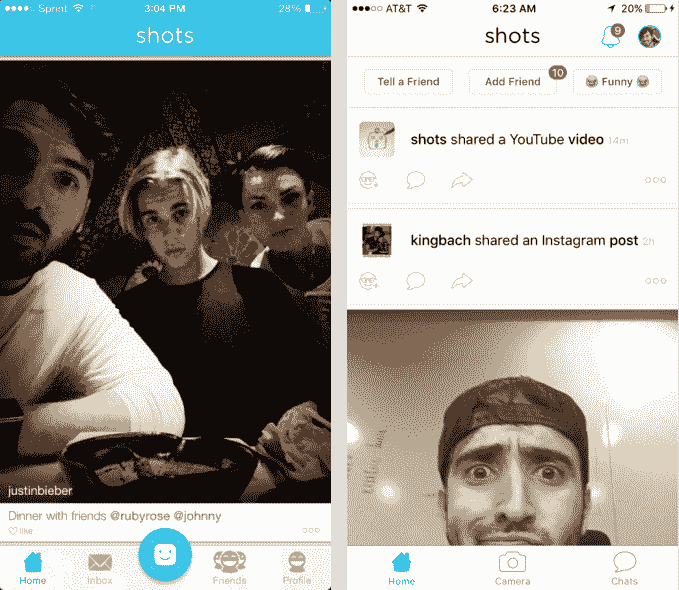 Sprint 3:04 PM 28%
shots
justinbieber
Dinner with friends @rubyrose @johnny
like
Home Inbox Friends Profile
AT&T 6:23 AM 20%
shots 9
Tell a Friend Add Friend 10 Funny
shots shared a YouTube video 14m
kingbach shared an Instagram post 2h
Home Camera Chats